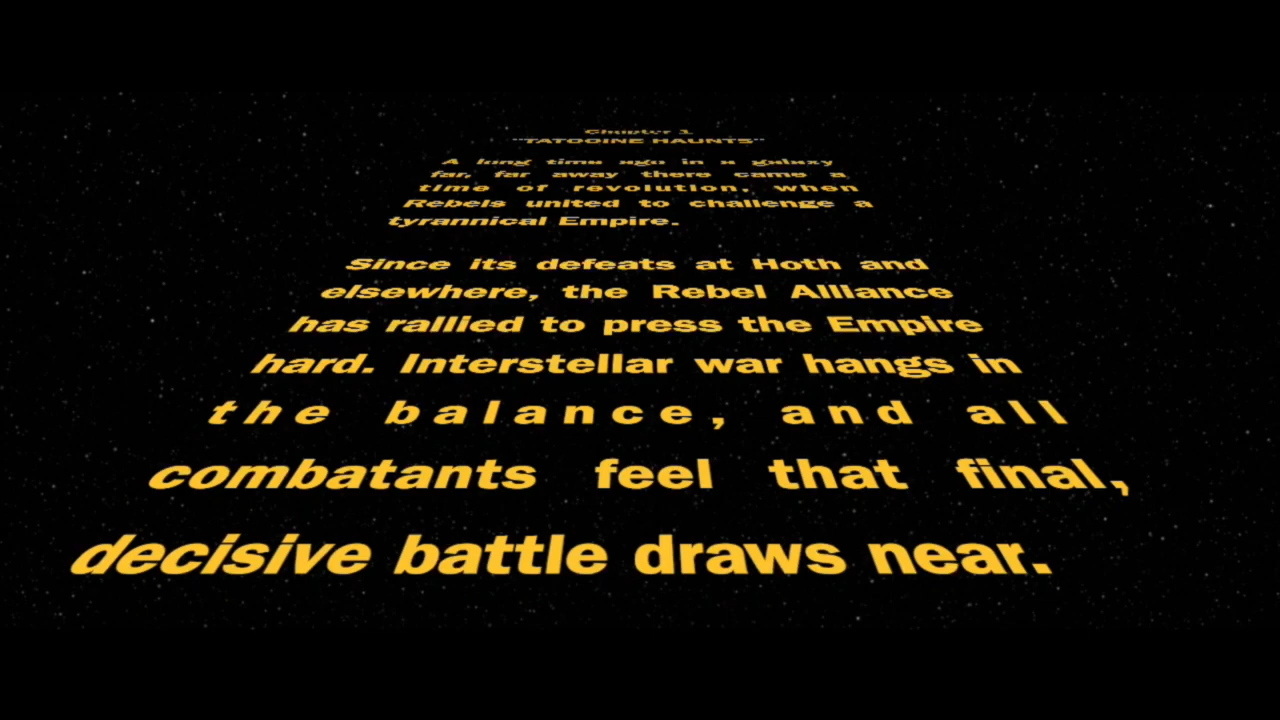 Chapter 1
"TATOOINE HAUNTS"
A long time ago in a galaxy
far, far away there came a
time of revolution, when
Rebels united to challenge a
tyrannical Empire.
Since its defeats at Hoth and
elsewhere, the Rebel Alliance
has rallied to press the Empire
hard. Interstellar war hangs in
the balance, and all
combatants feel that final,
decisive battle draws near.